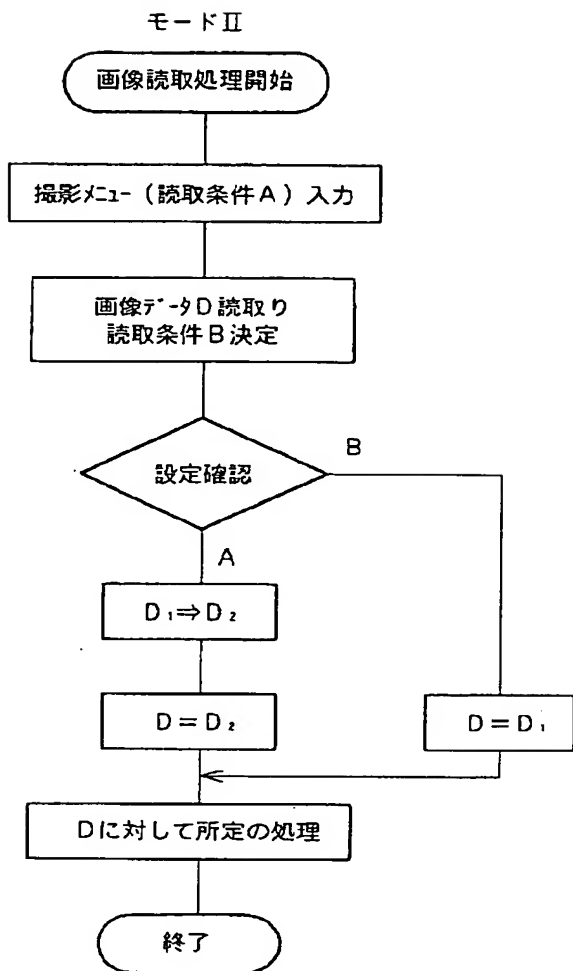 モードⅡ
画像読取処理開始
撮影ﾒﾆｭｰ（読取条件A）入力
画像ﾃﾞｰﾀD読取り
読取条件B決定
設定確認
B
A
D₁⇒D₂
D＝D₂
D＝D₁
Dに対して所定の処理
終了